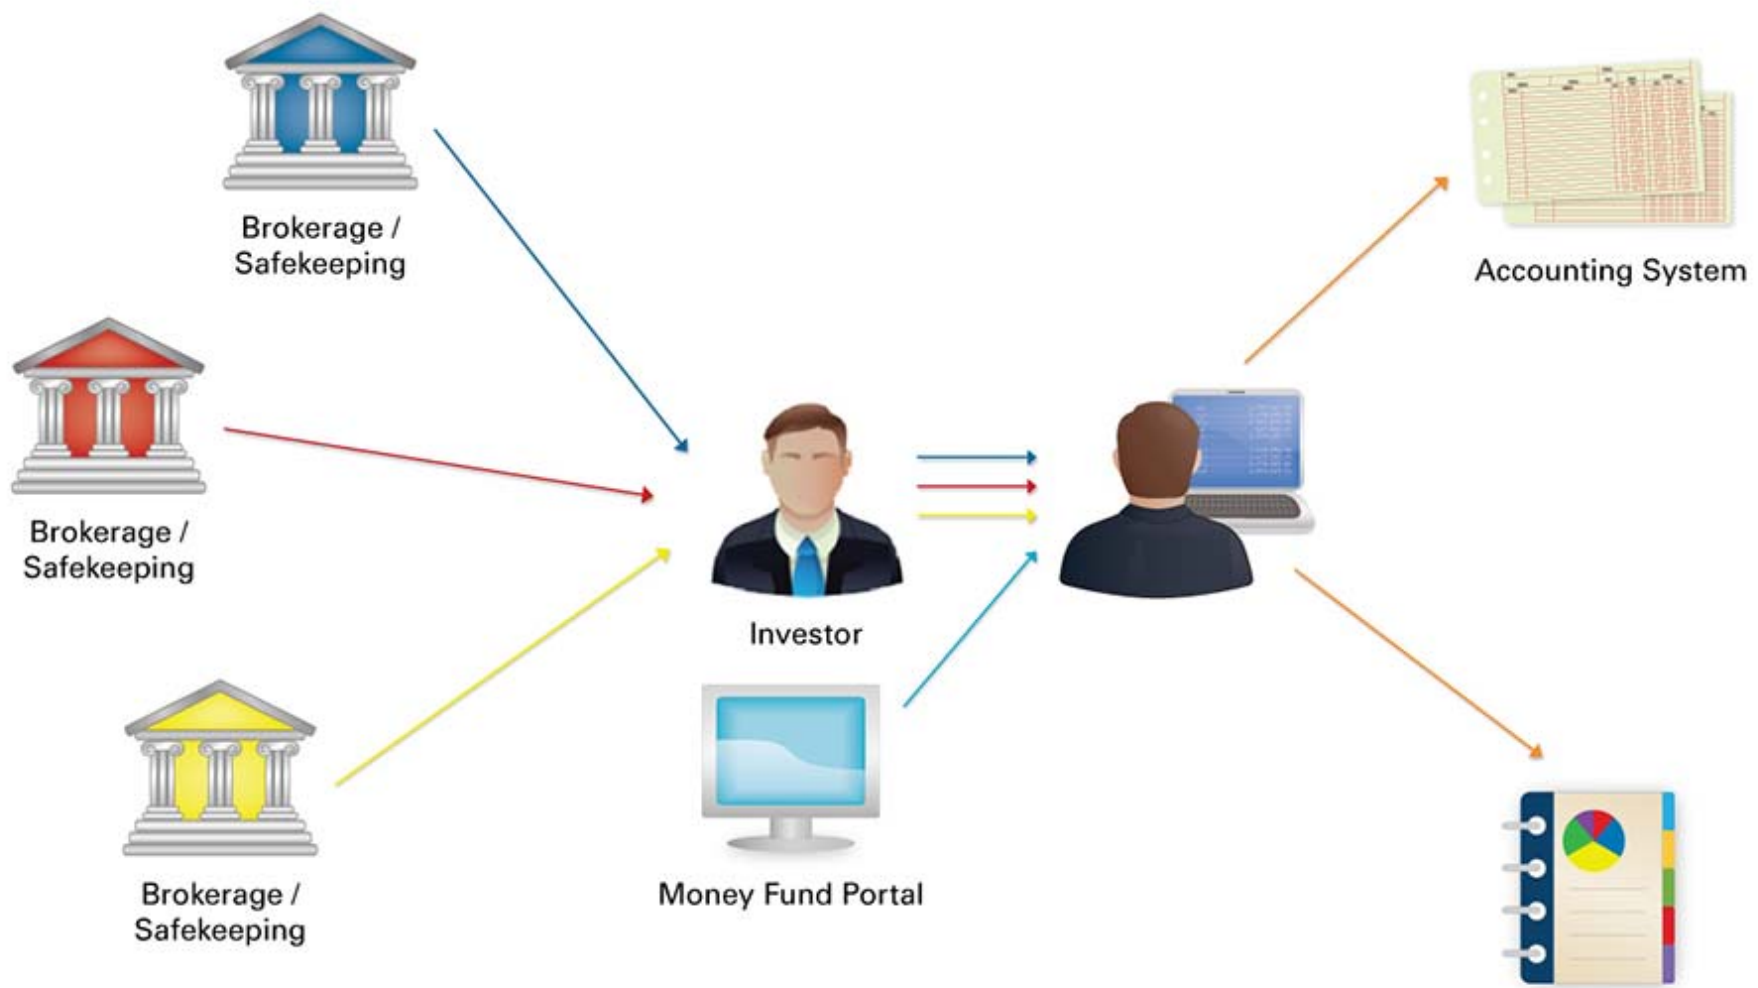 Brokerage /
Safekeeping
Accounting System
Brokerage /
Safekeeping
Investor
Brokerage /
Safekeeping
Money Fund Portal